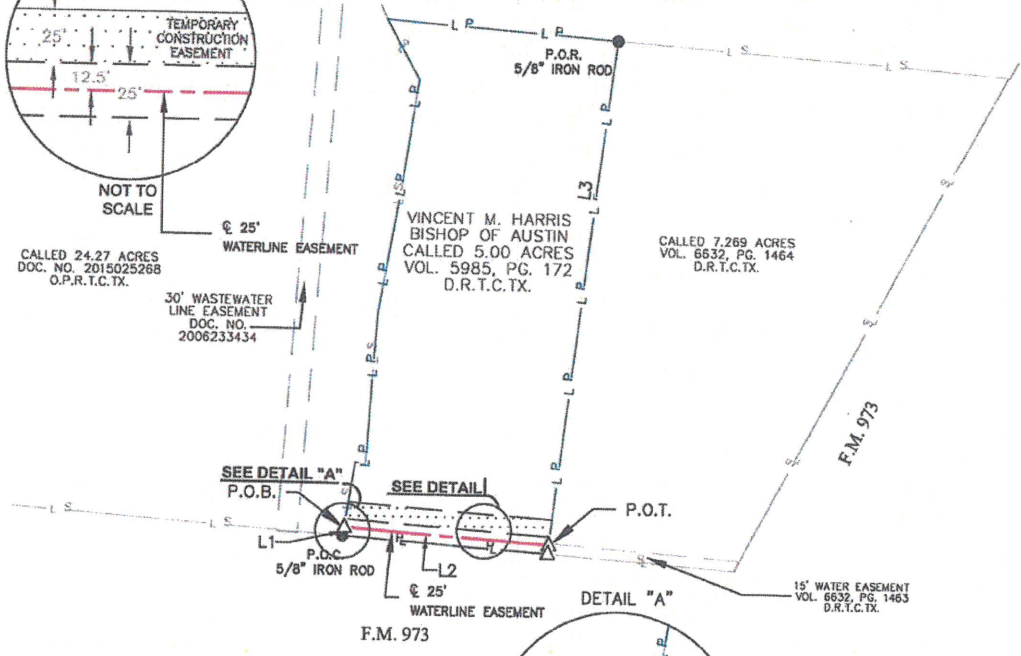 TEMPORARY
CONSTRUCTION
EASEMENT
25'
12.5'
25'
NOT TO
SCALE
℄ 25'
WATERLINE EASEMENT
CALLED 24.27 ACRES
DOC. NO. 2015025268
O.P.R.T.C.TX.
30' WASTEWATER
LINE EASEMENT
DOC. NO.
2006233434
P.O.R.
5/8" IRON ROD
L3
VINCENT M. HARRIS
BISHOP OF AUSTIN
CALLED 5.00 ACRES
VOL. 5985, PG. 172
D.R.T.C.TX.
CALLED 7.269 ACRES
VOL. 6632, PG. 1464
D.R.T.C.TX.
F.M. 973
SEE DETAIL "A"
P.O.B.
SEE DETAIL
P.O.T.
L1
P.O.C
5/8" IRON ROD
L2
℄ 25'
WATERLINE EASEMENT
F.M. 973
15' WATER EASEMENT
VOL. 6632, PG. 1463
D.R.T.C.TX.
DETAIL "A"